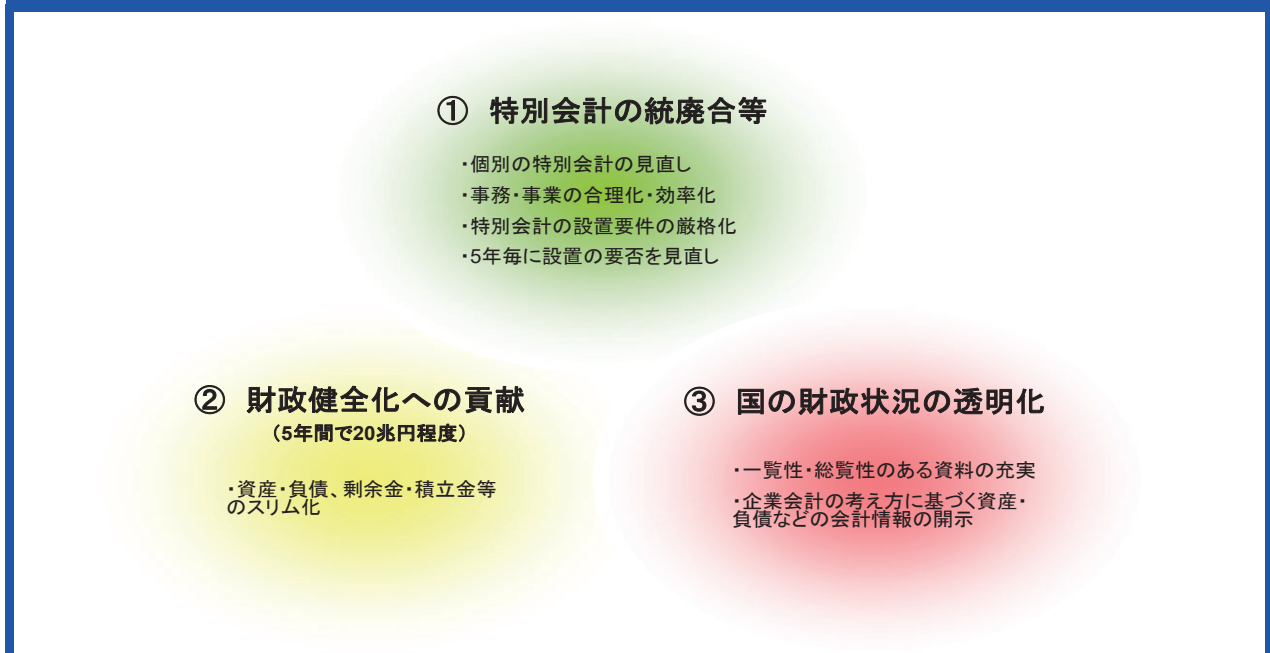 ① 特別会計の統廃合等
・個別の特別会計の見直し
・事務・事業の合理化・効率化
・特別会計の設置要件の厳格化
・5年毎に設置の要否を見直し
② 財政健全化への貢献
（5年間で20兆円程度）
・資産・負債、剰余金・積立金等
のスリム化
③ 国の財政状況の透明化
・一覧性・総覧性のある資料の充実
・企業会計の考え方に基づく資産・
負債などの会計情報の開示